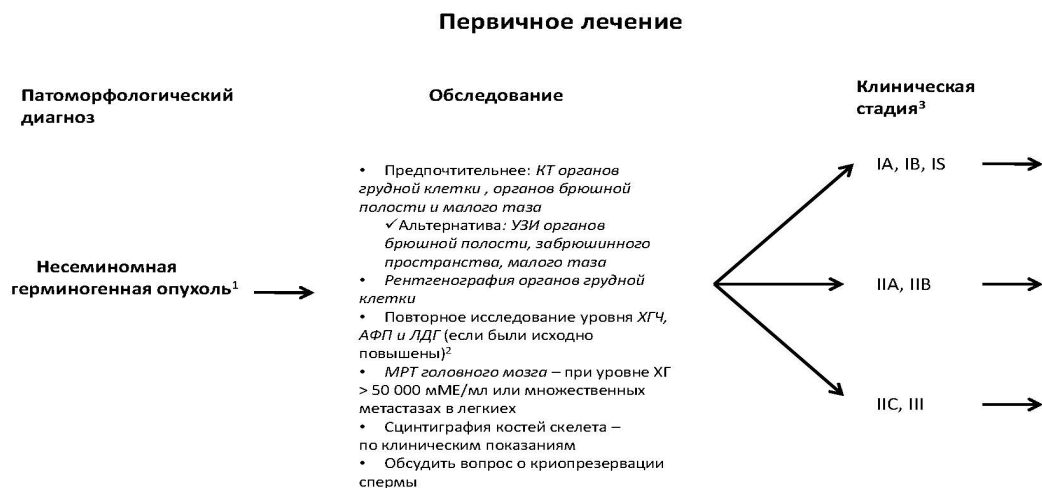 Первичное лечение
Патоморфологический
диагноз
Обследование
Клиническая
стадия³
Несеминомная
герминогенная опухоль¹
• Предпочтительнее: КТ органов
грудной клетки , органов брюшной
полости и малого таза
✓Альтернатива: УЗИ органов
брюшной полости, забрюшинного
пространства, малого таза
• Рентгенография органов грудной
клетки
• Повторное исследование уровня ХГЧ,
АФП и ЛДГ (если были исходно
повышены)²
• МРТ головного мозга – при уровне ХГ
> 50 000 мМЕ/мл или множественных
метастазах в легкиех
• Сцинтиграфия костей скелета –
по клиническим показаниям
• Обсудить вопрос о криопрезервации
спермы
IA, IB, IS
IIA, IIB
IIC, III